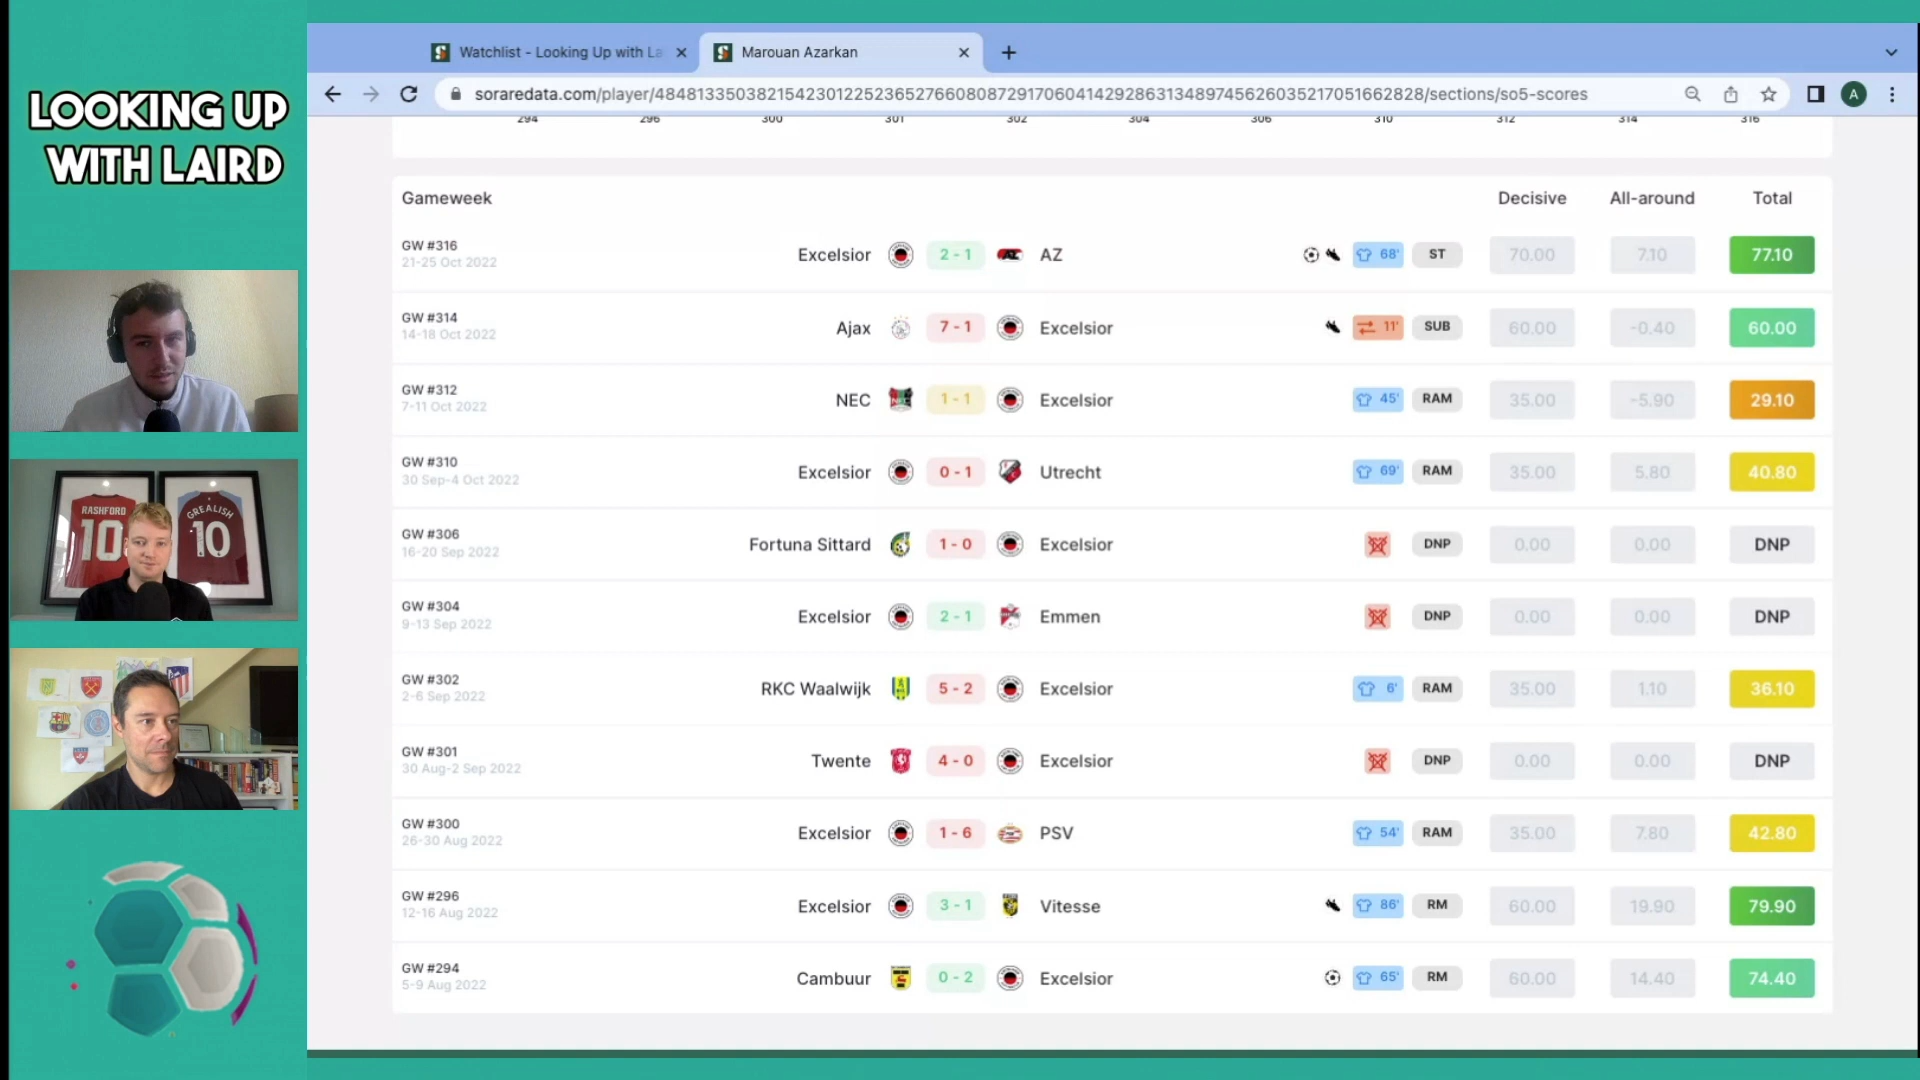 LOOKING UP
WITH LAIRD
RASHFORD
10
GREALISH
10
Watchlist - Looking Up with La
Marouan Azarkan
soraredata.com/player/48481335038215423012252365276608087291706041429286313489745626035217051662828/sections/so5-scores
A
294 296 300 301 302 304 306 310 312 314 316
Gameweek Decisive All-around Total
GW #316
21-25 Oct 2022
Excelsior 2 - 1 AZ 68' ST 70.00 7.10 77.10
GW #314
14-18 Oct 2022
Ajax 7 - 1 Excelsior 11' SUB 60.00 -0.40 60.00
GW #312
7-11 Oct 2022
NEC 1 - 1 Excelsior 45' RAM 35.00 -5.90 29.10
GW #310
30 Sep-4 Oct 2022
Excelsior 0 - 1 Utrecht 69' RAM 35.00 5.80 40.80
GW #306
16-20 Sep 2022
Fortuna Sittard 1 - 0 Excelsior DNP 0.00 0.00 DNP
GW #304
9-13 Sep 2022
Excelsior 2 - 1 Emmen DNP 0.00 0.00 DNP
GW #302
2-6 Sep 2022
RKC Waalwijk 5 - 2 Excelsior 6' RAM 35.00 1.10 36.10
GW #301
30 Aug-2 Sep 2022
Twente 4 - 0 Excelsior DNP 0.00 0.00 DNP
GW #300
26-30 Aug 2022
Excelsior 1 - 6 PSV 54' RAM 35.00 7.80 42.80
GW #296
12-16 Aug 2022
Excelsior 3 - 1 Vitesse 86' RM 60.00 19.90 79.90
GW #294
5-9 Aug 2022
Cambuur 0 - 2 Excelsior 65' RM 60.00 14.40 74.40